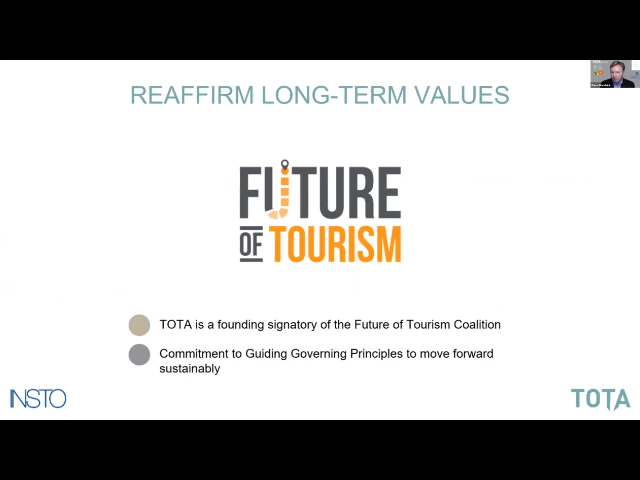 REAFFIRM LONG-TERM VALUES
FUTURE
OF TOURISM
TOTA is a founding signatory of the Future of Tourism Coalition
Commitment to Guiding Governing Principles to move forward
sustainably
INSTO
TOTA